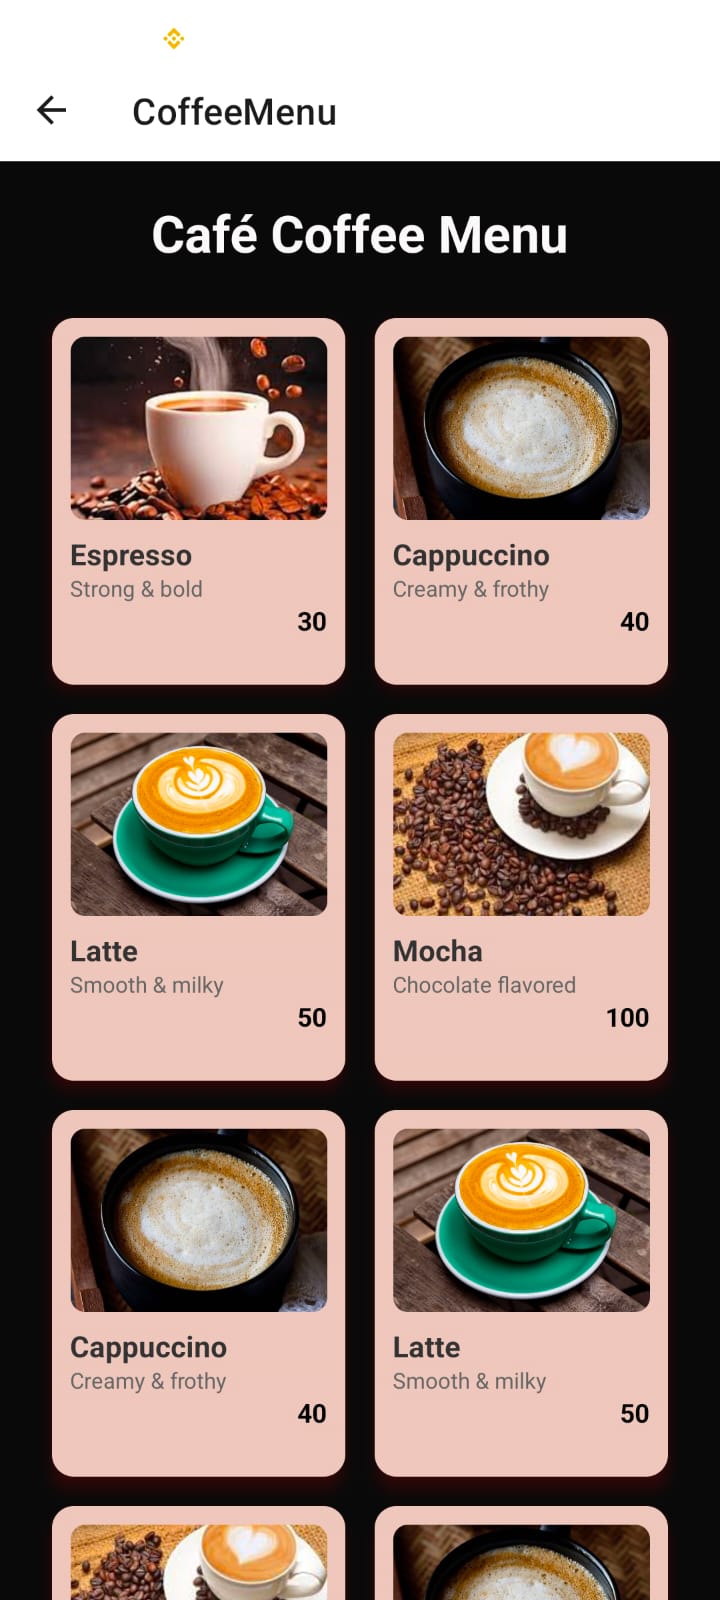 CoffeeMenu
Café Coffee Menu
Espresso
Strong & bold
30
Cappuccino
Creamy & frothy
40
Latte
Smooth & milky
50
Mocha
Chocolate flavored
100
Cappuccino
Creamy & frothy
40
Latte
Smooth & milky
50